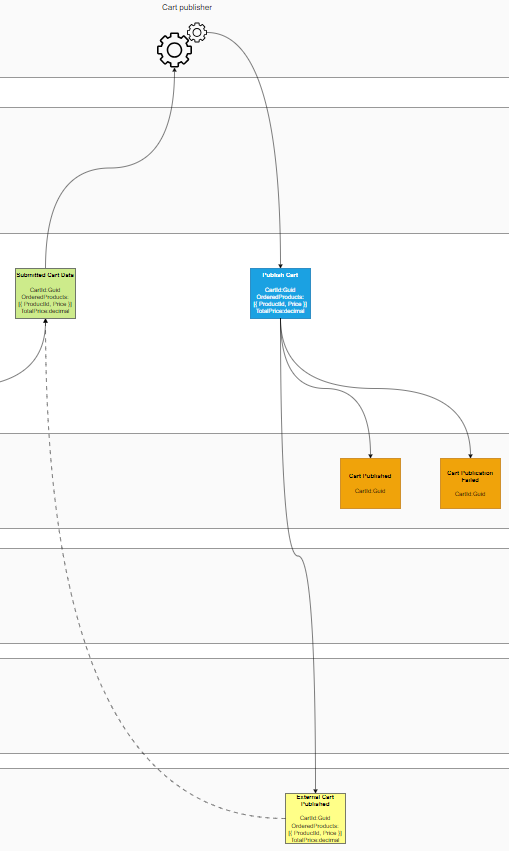 Cart publisher
Submitted Cart Data
CartId:Guid
OrderedProducts:
[{ ProductId, Price }]
TotalPrice:decimal
Publish Cart
CartId:Guid
OrderedProducts:
[{ ProductId, Price }]
TotalPrice:decimal
Cart Published
CartId:Guid
Cart Publication
Failed
CartId:Guid
External Cart
Published
CartId:Guid
OrderedProducts:
[{ ProductId, Price }]
TotalPrice:decimal